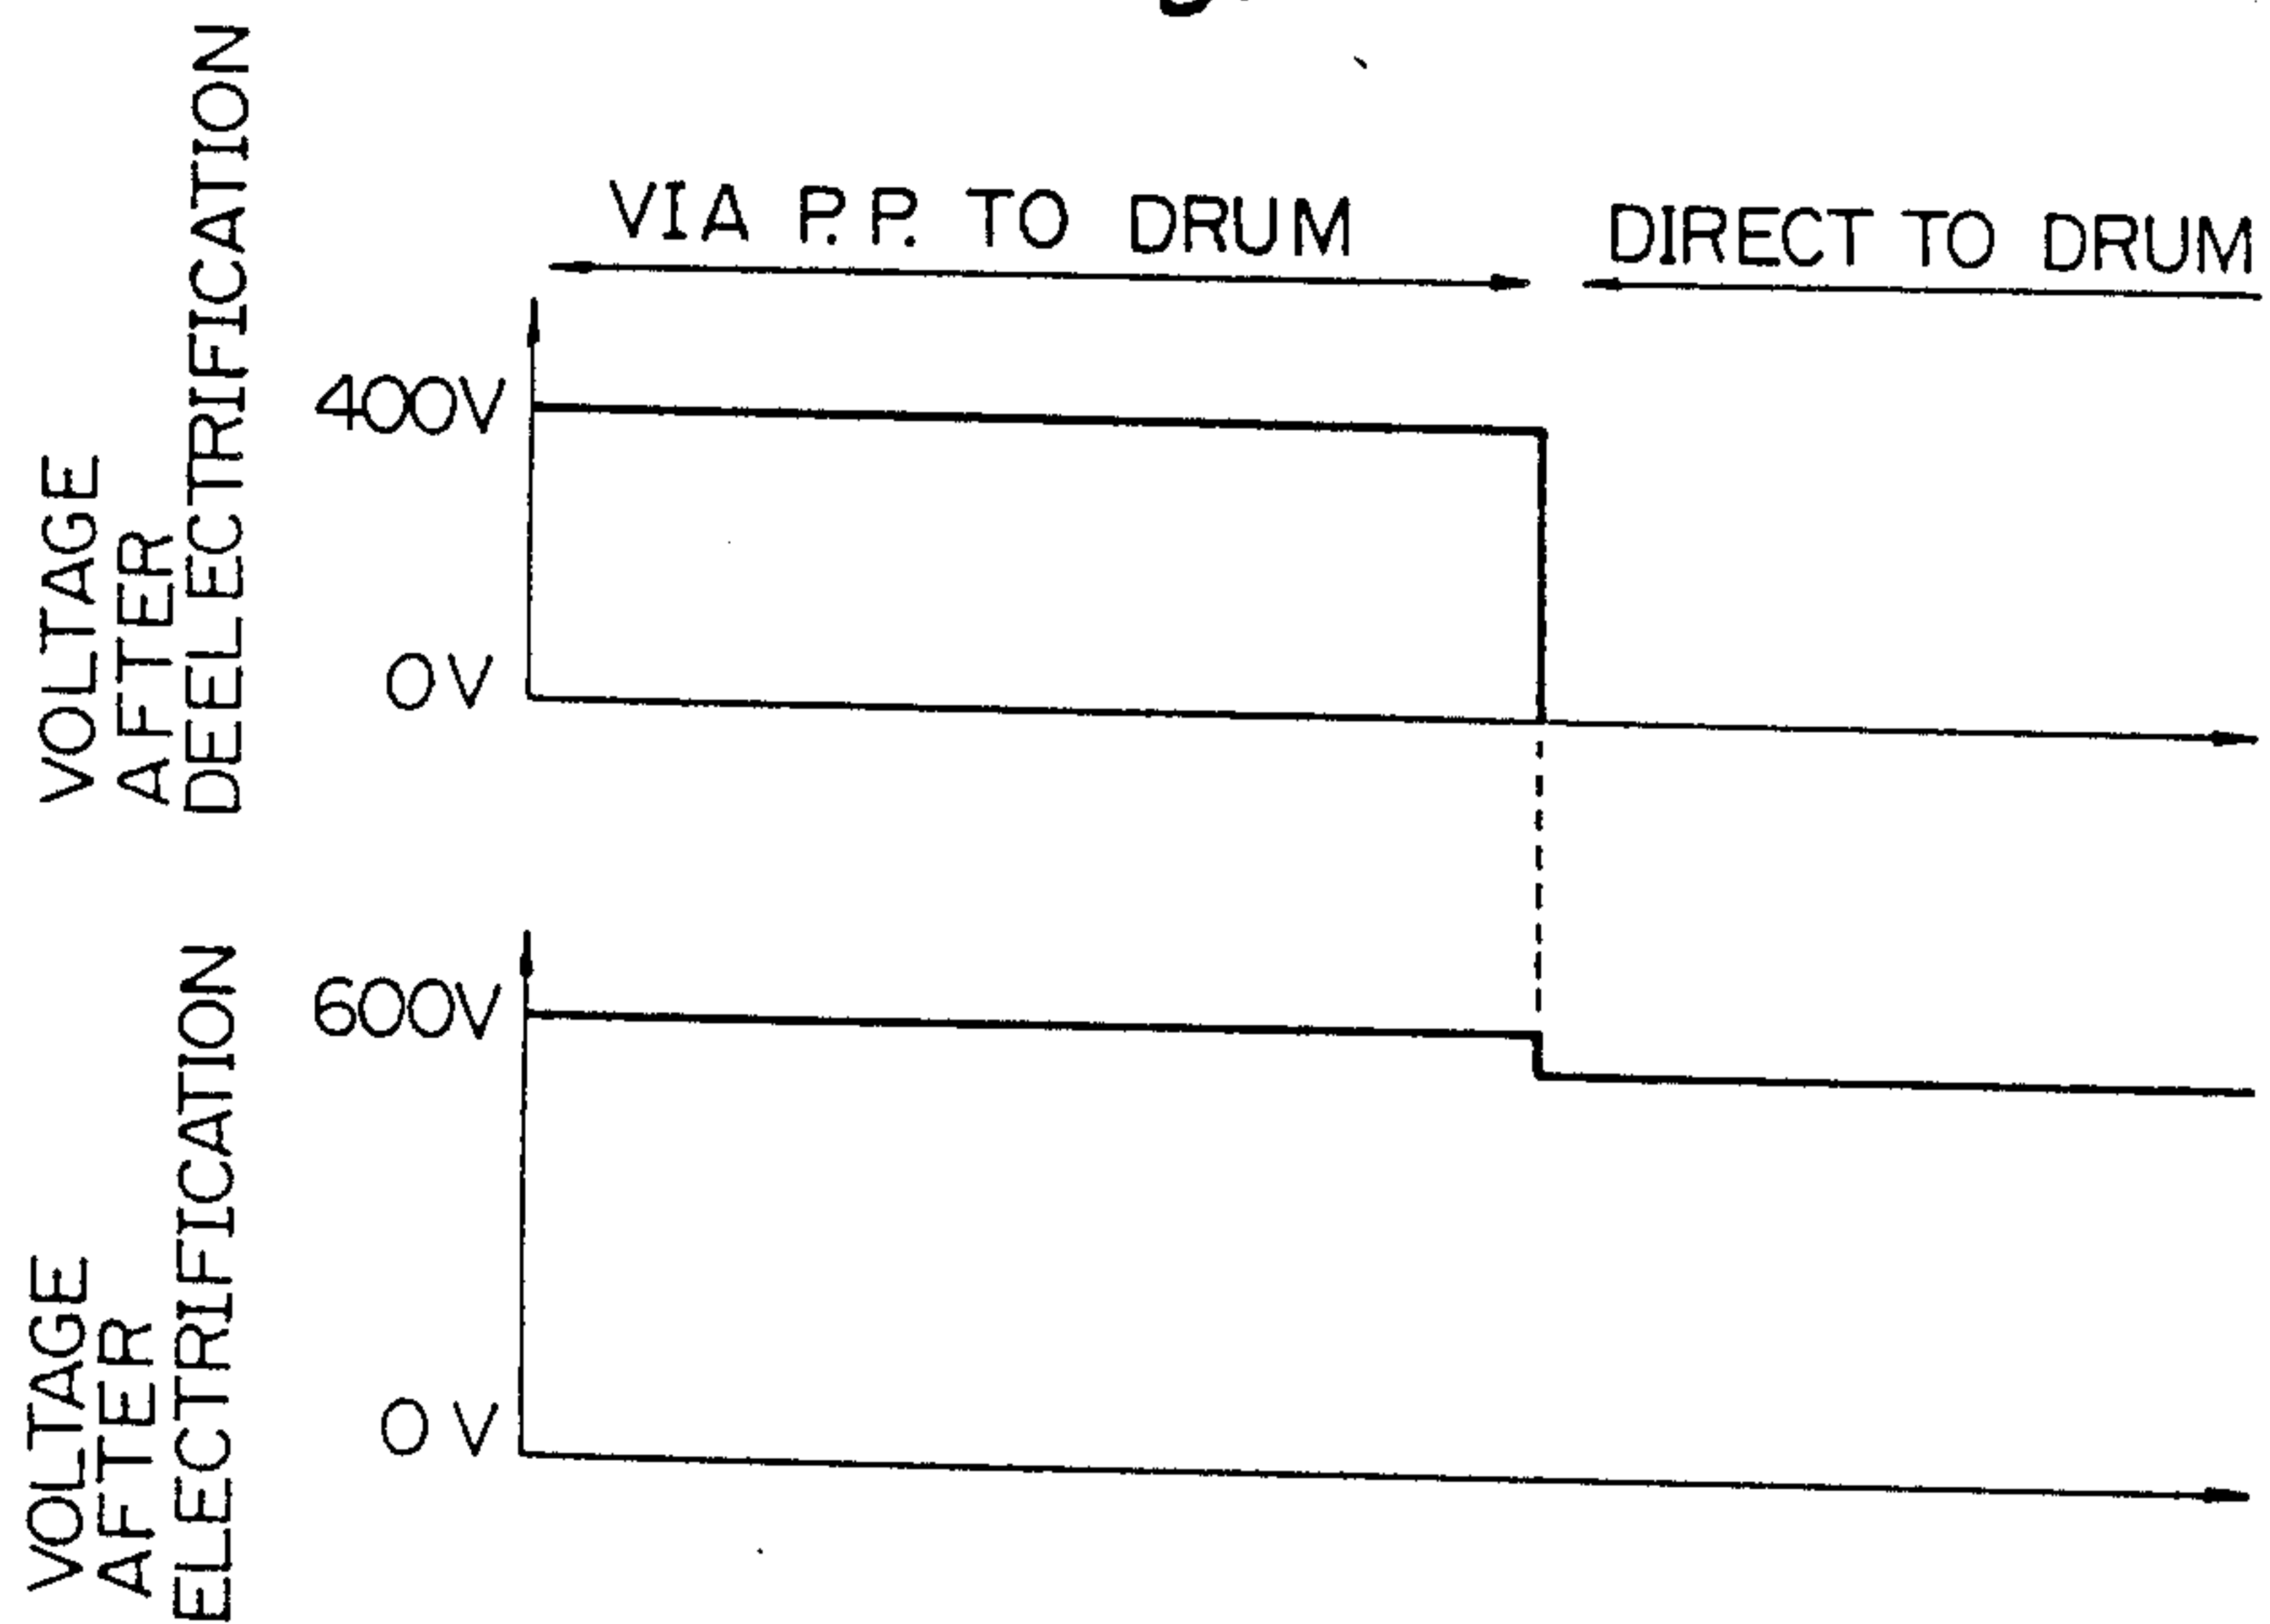 VIA P.P. TO DRUM
DIRECT TO DRUM
VOLTAGE
AFTER
DEELECTRIFICATION
400V
0V
VOLTAGE
AFTER
ELECTRIFICATION
600V
0V